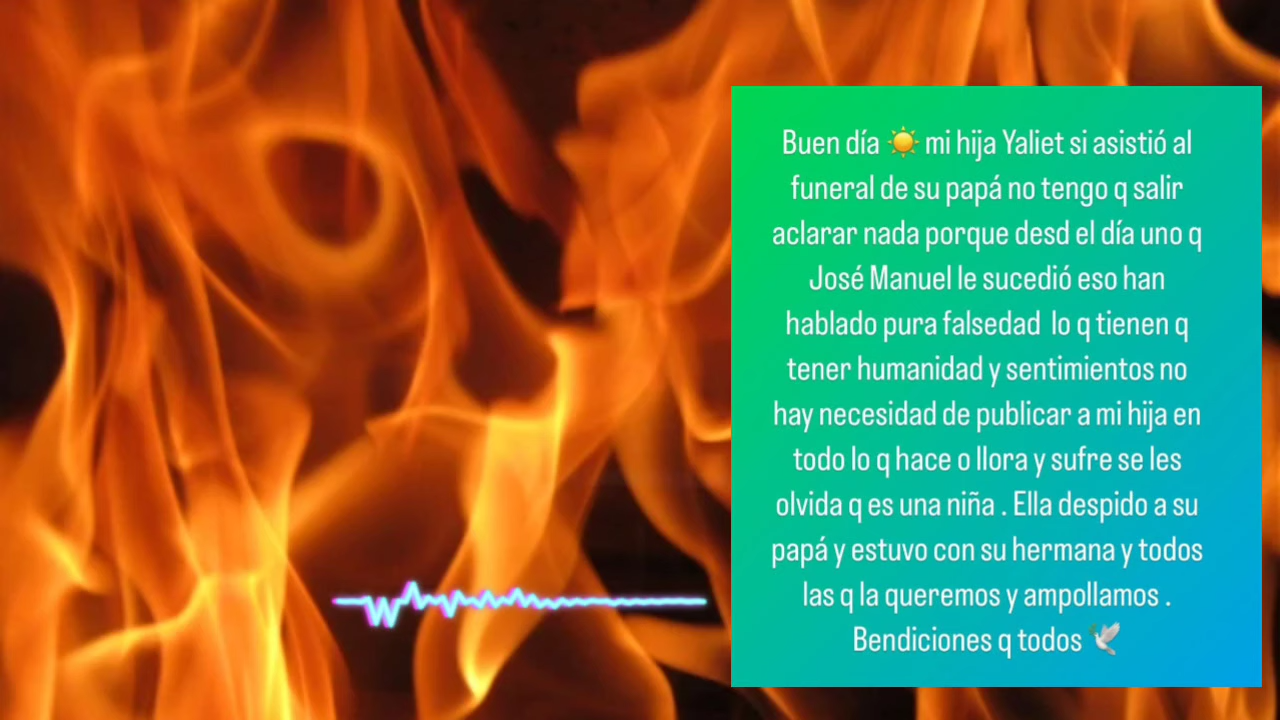 Buen día ☀️ mi hija Yaliet si asistió al
funeral de su papá no tengo q salir
aclarar nada porque desd el día uno q
José Manuel le sucedió eso han
hablado pura falsedad lo q tienen q
tener humanidad y sentimientos no
hay necesidad de publicar a mi hija en
todo lo q hace o llora y sufre se les
olvida q es una niña . Ella despido a su
papá y estuvo con su hermana y todos
las q la queremos y ampollamos .
Bendiciones q todos 🕊️